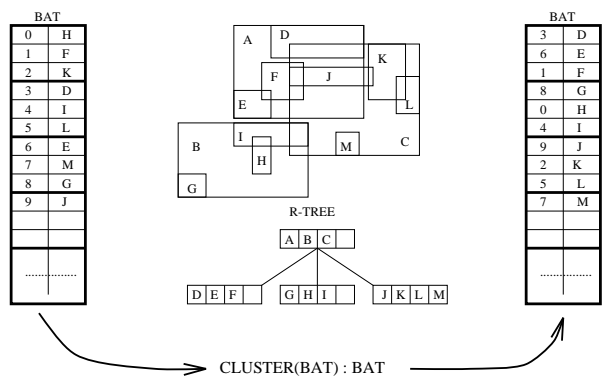 BAT
0 H
1 F
2 K
3 D
4 I
5 L
6 E
7 M
8 G
9 J
................
A D
K
F J
E L
I
B M C
H
G
R-TREE
A B C
D E F G H I J K L M
BAT
3 D
6 E
1 F
8 G
0 H
4 I
9 J
2 K
5 L
7 M
................
CLUSTER(BAT) : BAT